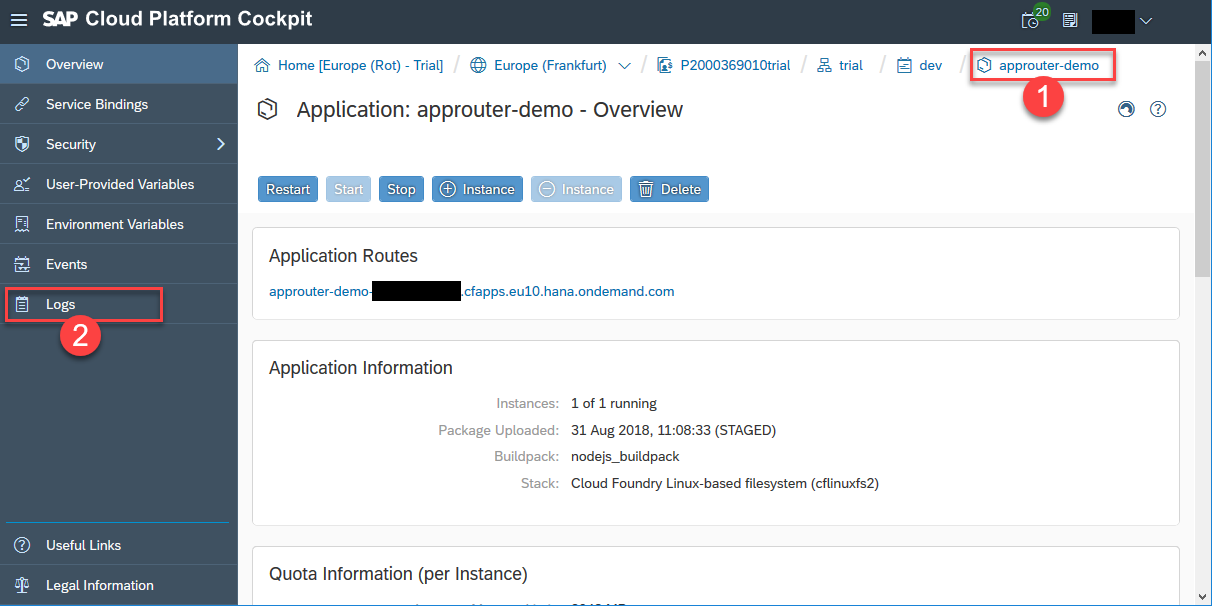 SAP Cloud Platform Cockpit
20
Overview
Service Bindings
Security
User-Provided Variables
Environment Variables
Events
Logs
2
Useful Links
Legal Information
Home [Europe (Rot) - Trial] / Europe (Frankfurt) / P2000369010trial / trial / dev / approuter-demo
1
Application: approuter-demo - Overview
Restart Start Stop Instance Instance Delete
Application Routes
approuter-demo- .cfapps.eu10.hana.ondemand.com
Application Information
Instances: 1 of 1 running
Package Uploaded: 31 Aug 2018, 11:08:33 (STAGED)
Buildpack: nodejs_buildpack
Stack: Cloud Foundry Linux-based filesystem (cflinuxfs2)
Quota Information (per Instance)